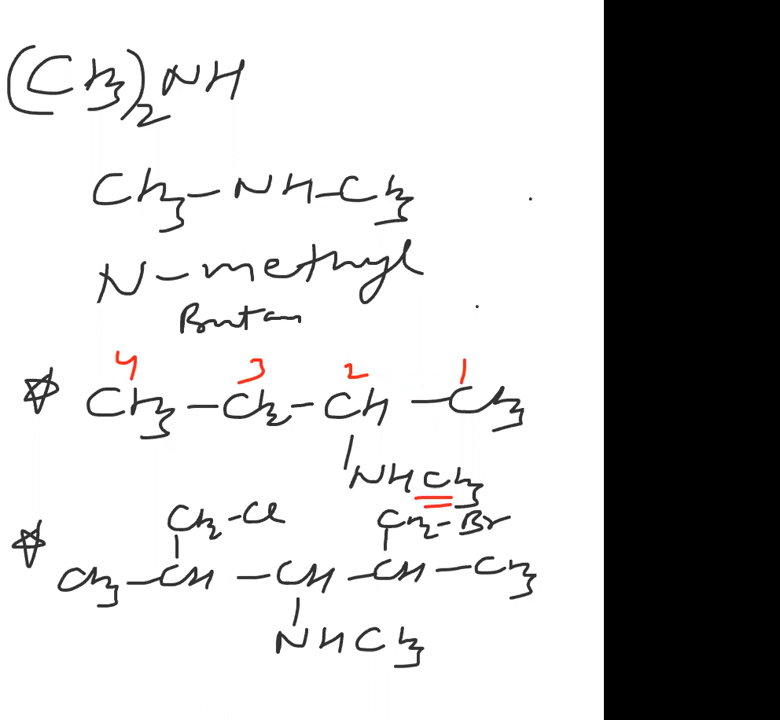 (CH3)2NH
CH3-NH-CH3
N-methyl
Butan
4 3 2 1
☆ CH3-CH2-CH-CH3
NHCH3
CH2-Cl CH2-Br
☆ CH3-CH-CH-CH-CH3
NHCH3